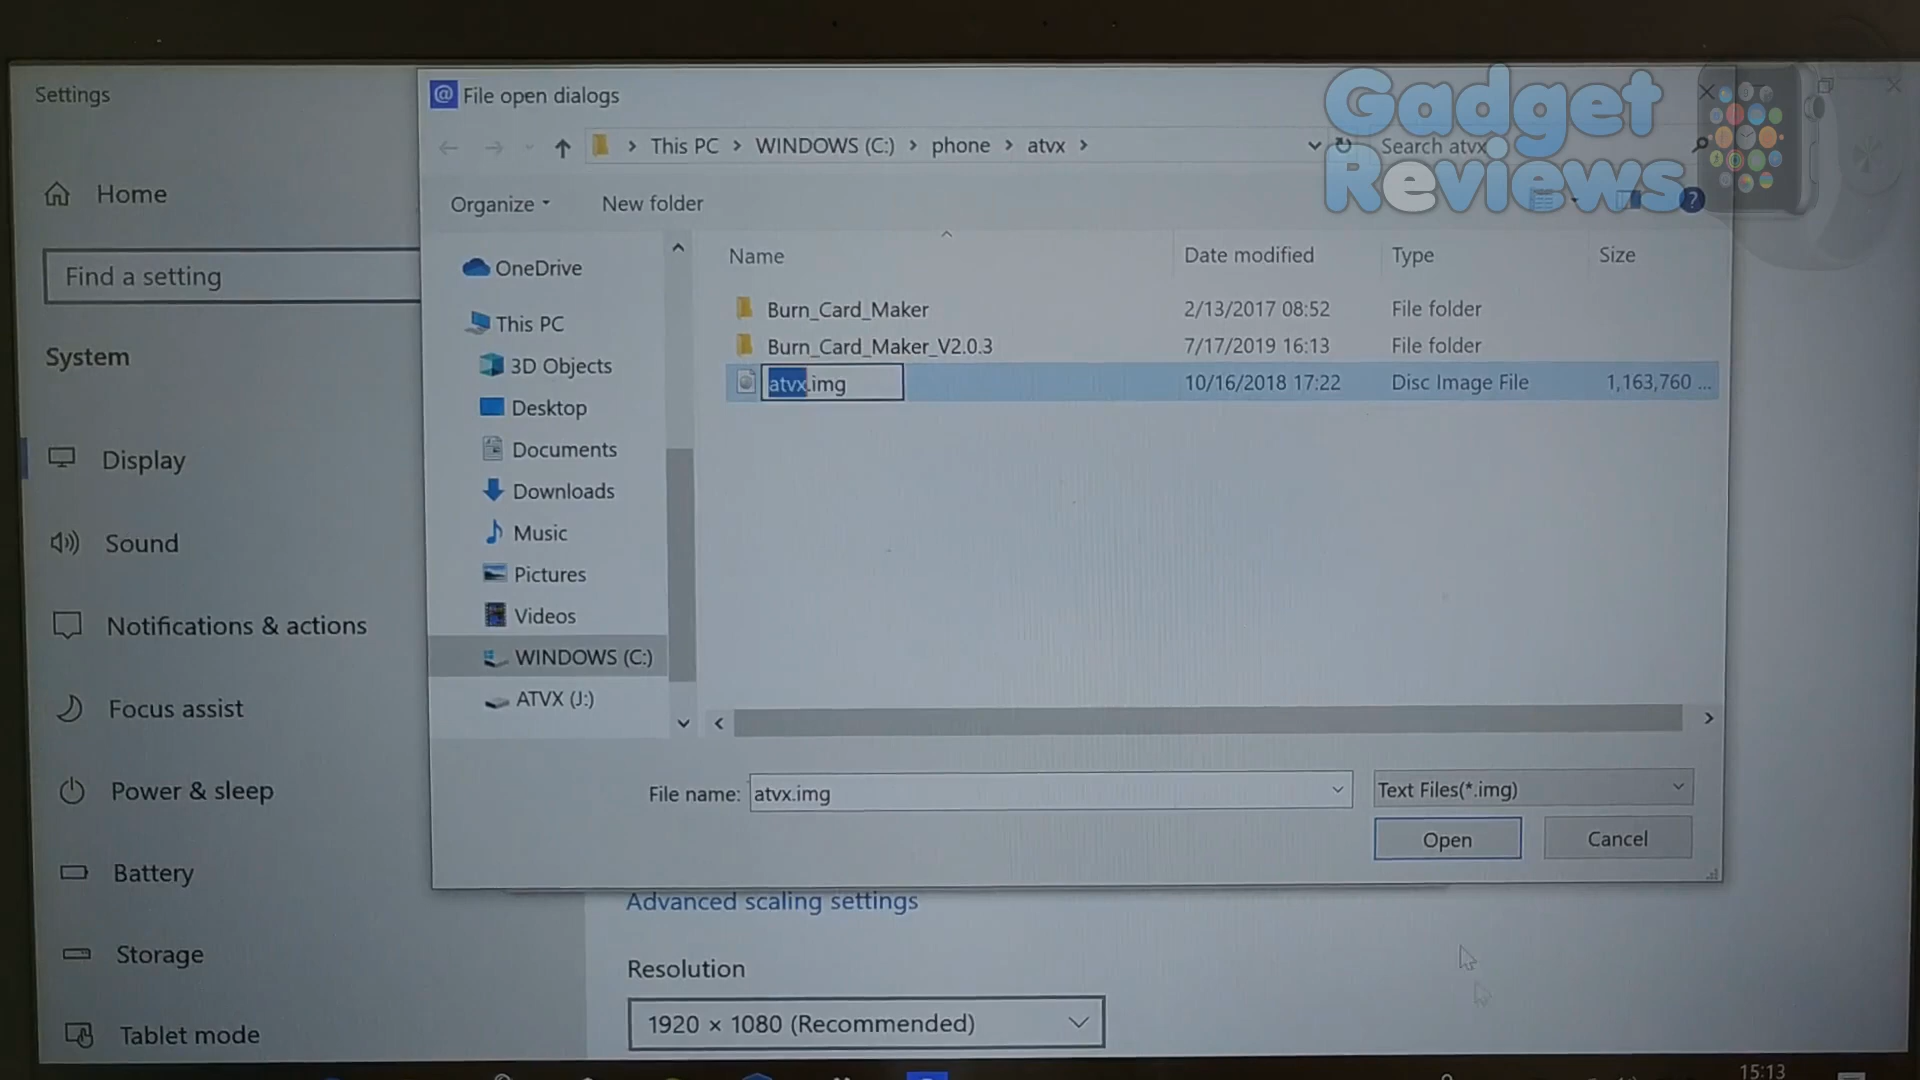 Settings
File open dialogs
Gadget
Reviews
This PC
WINDOWS (C:)
phone
atvx
Search atvx
Home
Organize
New folder
Find a setting
OneDrive
This PC
3D Objects
Desktop
Documents
Downloads
Music
Pictures
Videos
WINDOWS (C:)
ATVX (J:)
Name Date modified Type Size
Burn_Card_Maker 2/13/2017 08:52 File folder
Burn_Card_Maker_V2.0.3 7/17/2019 16:13 File folder
atvx.img 10/16/2018 17:22 Disc Image File 1,163,760 ...
System
Display
Sound
Notifications & actions
Focus assist
Power & sleep
Battery
Storage
Tablet mode
File name: atvx.img
Text Files(*.img)
Open
Cancel
Advanced scaling settings
Resolution
1920 × 1080 (Recommended)
15:13